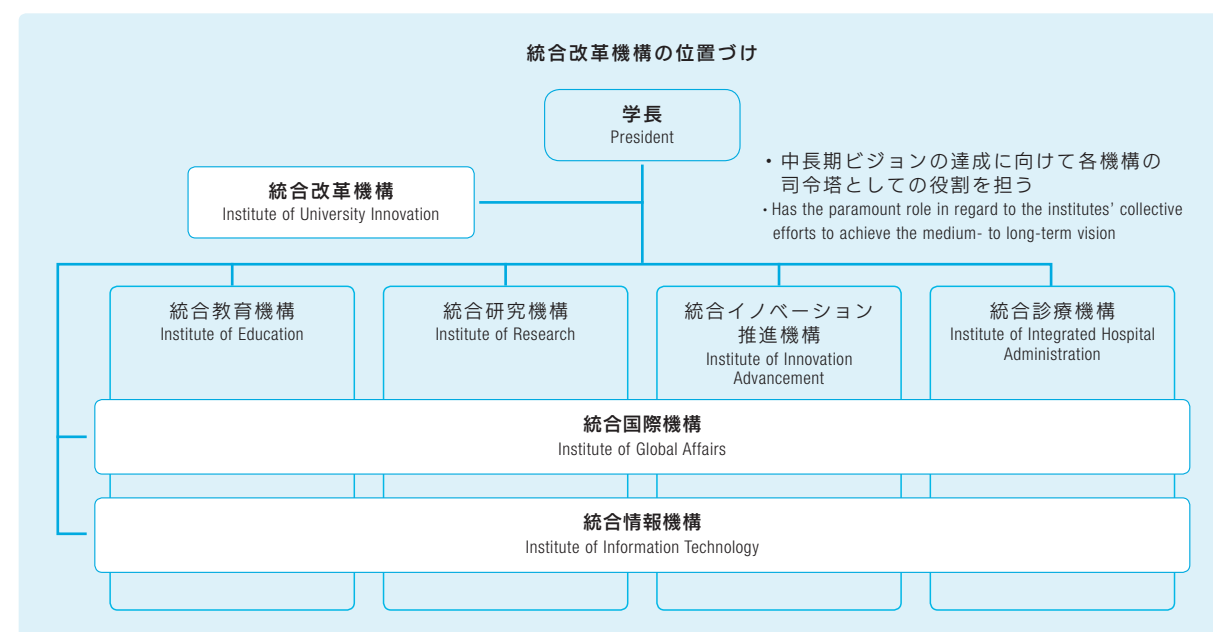 統合改革機構の位置づけ
学長
President
統合改革機構
Institute of University Innovation
・中長期ビジョンの達成に向けて各機構の
司令塔としての役割を担う
・Has the paramount role in regard to the institutes’ collective
efforts to achieve the medium- to long-term vision
統合教育機構
Institute of Education
統合研究機構
Institute of Research
統合イノベーション
推進機構
Institute of Innovation
Advancement
統合診療機構
Institute of Integrated Hospital
Administration
統合国際機構
Institute of Global Affairs
統合情報機構
Institute of Information Technology